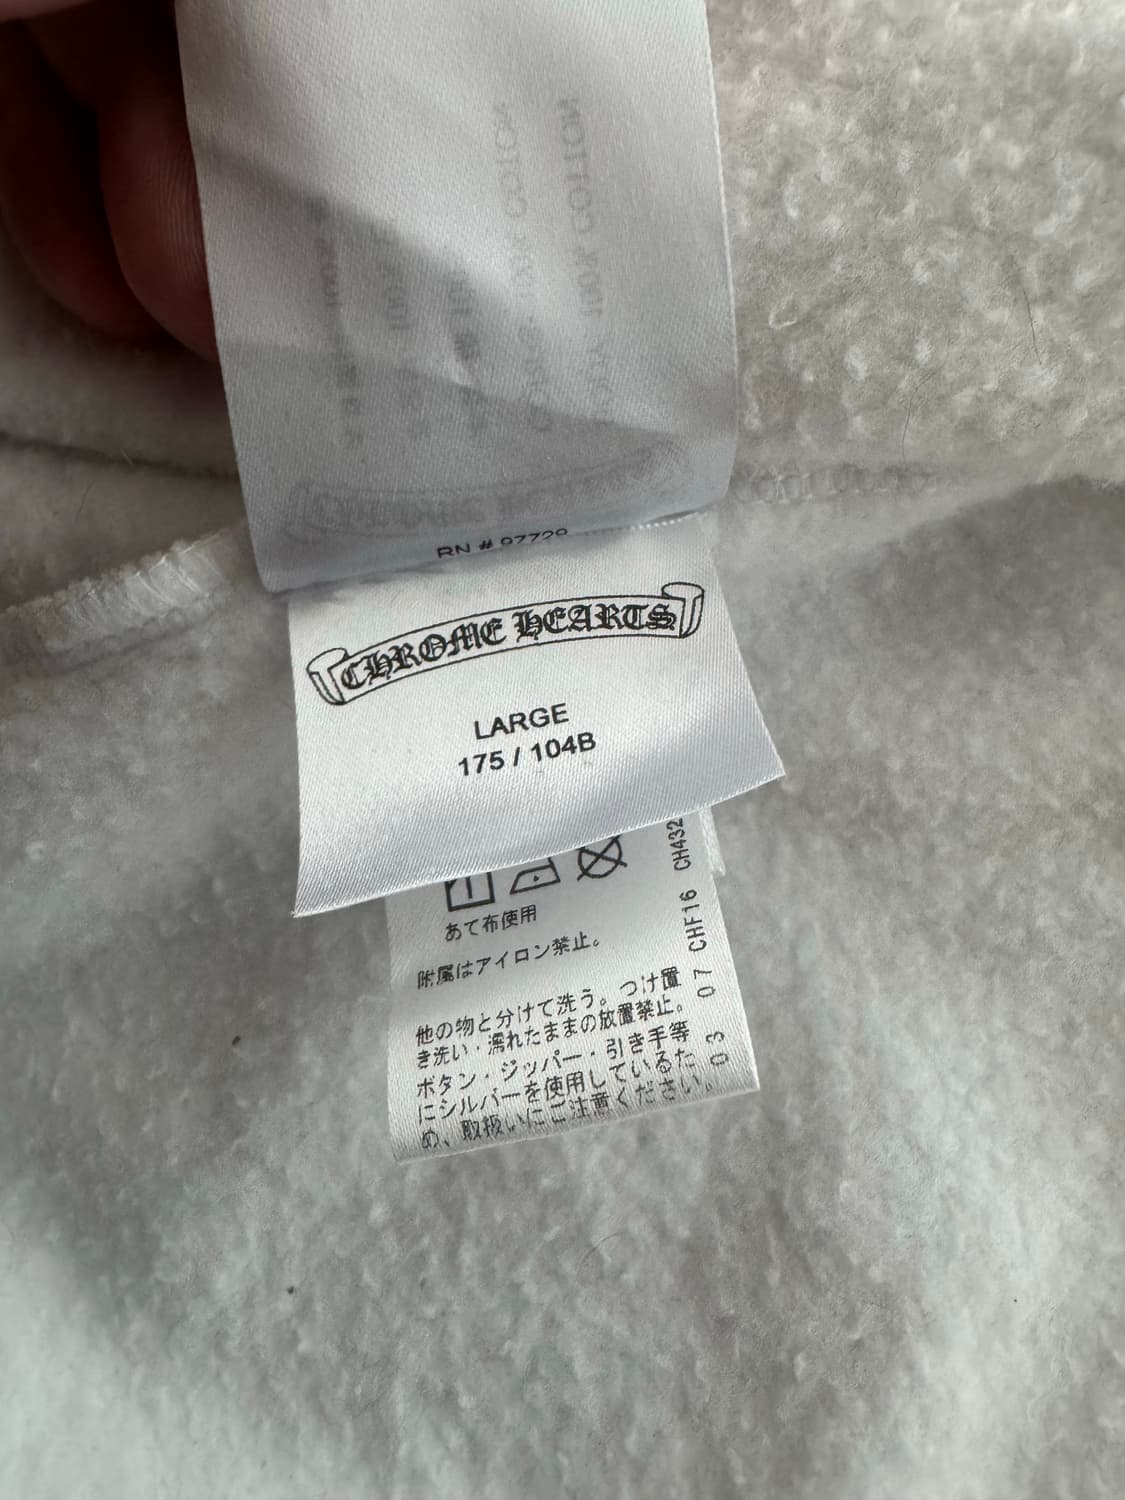 100% COTTON
RN # 97729
CHROME HEARTS
LARGE
175 / 104B
あて布使用
附属はアイロン禁止。
他の物と分けて洗う。つけ置
き洗い・濡れたままの放置禁止。
ボタン・ジッパー・引き手等
にシルバーを使用しているた
め、取扱いにご注意ください。
03 07 CHF16 CH432